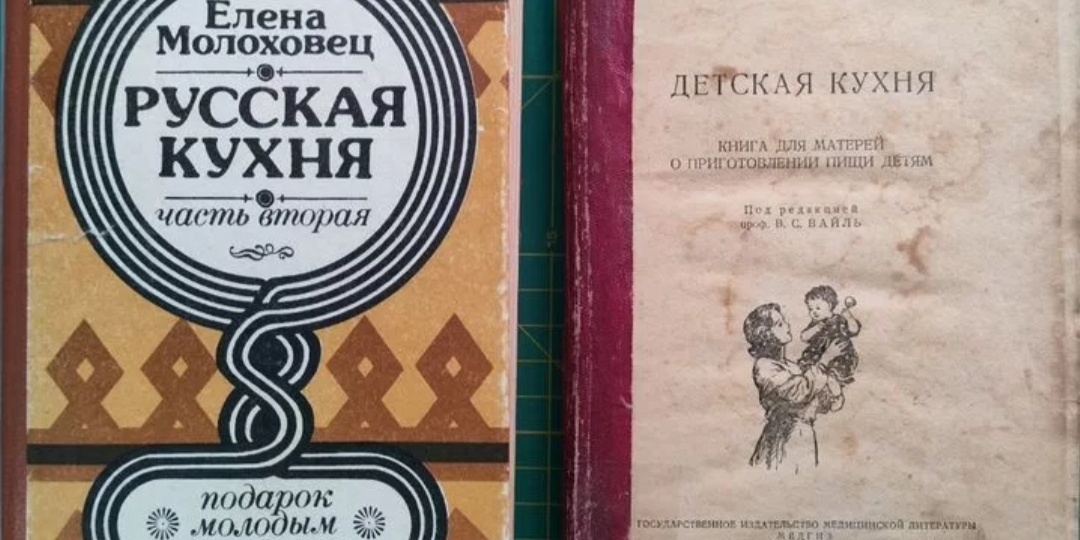 Елена
Молоховец
РУССКАЯ
КУХНЯ
часть вторая
подарок
молодым
ДЕТСКАЯ КУХНЯ
КНИГА ДЛЯ МАТЕРЕЙ
О ПРИГОТОВЛЕНИИ ПИЩИ ДЕТЯМ
Под редакцией
проф. В. С. ВАЙЛЬ
ГОСУДАРСТВЕННОЕ ИЗДАТЕЛЬСТВО МЕДИЦИНСКОЙ ЛИТЕРАТУРЫ
МЕДГИЗ